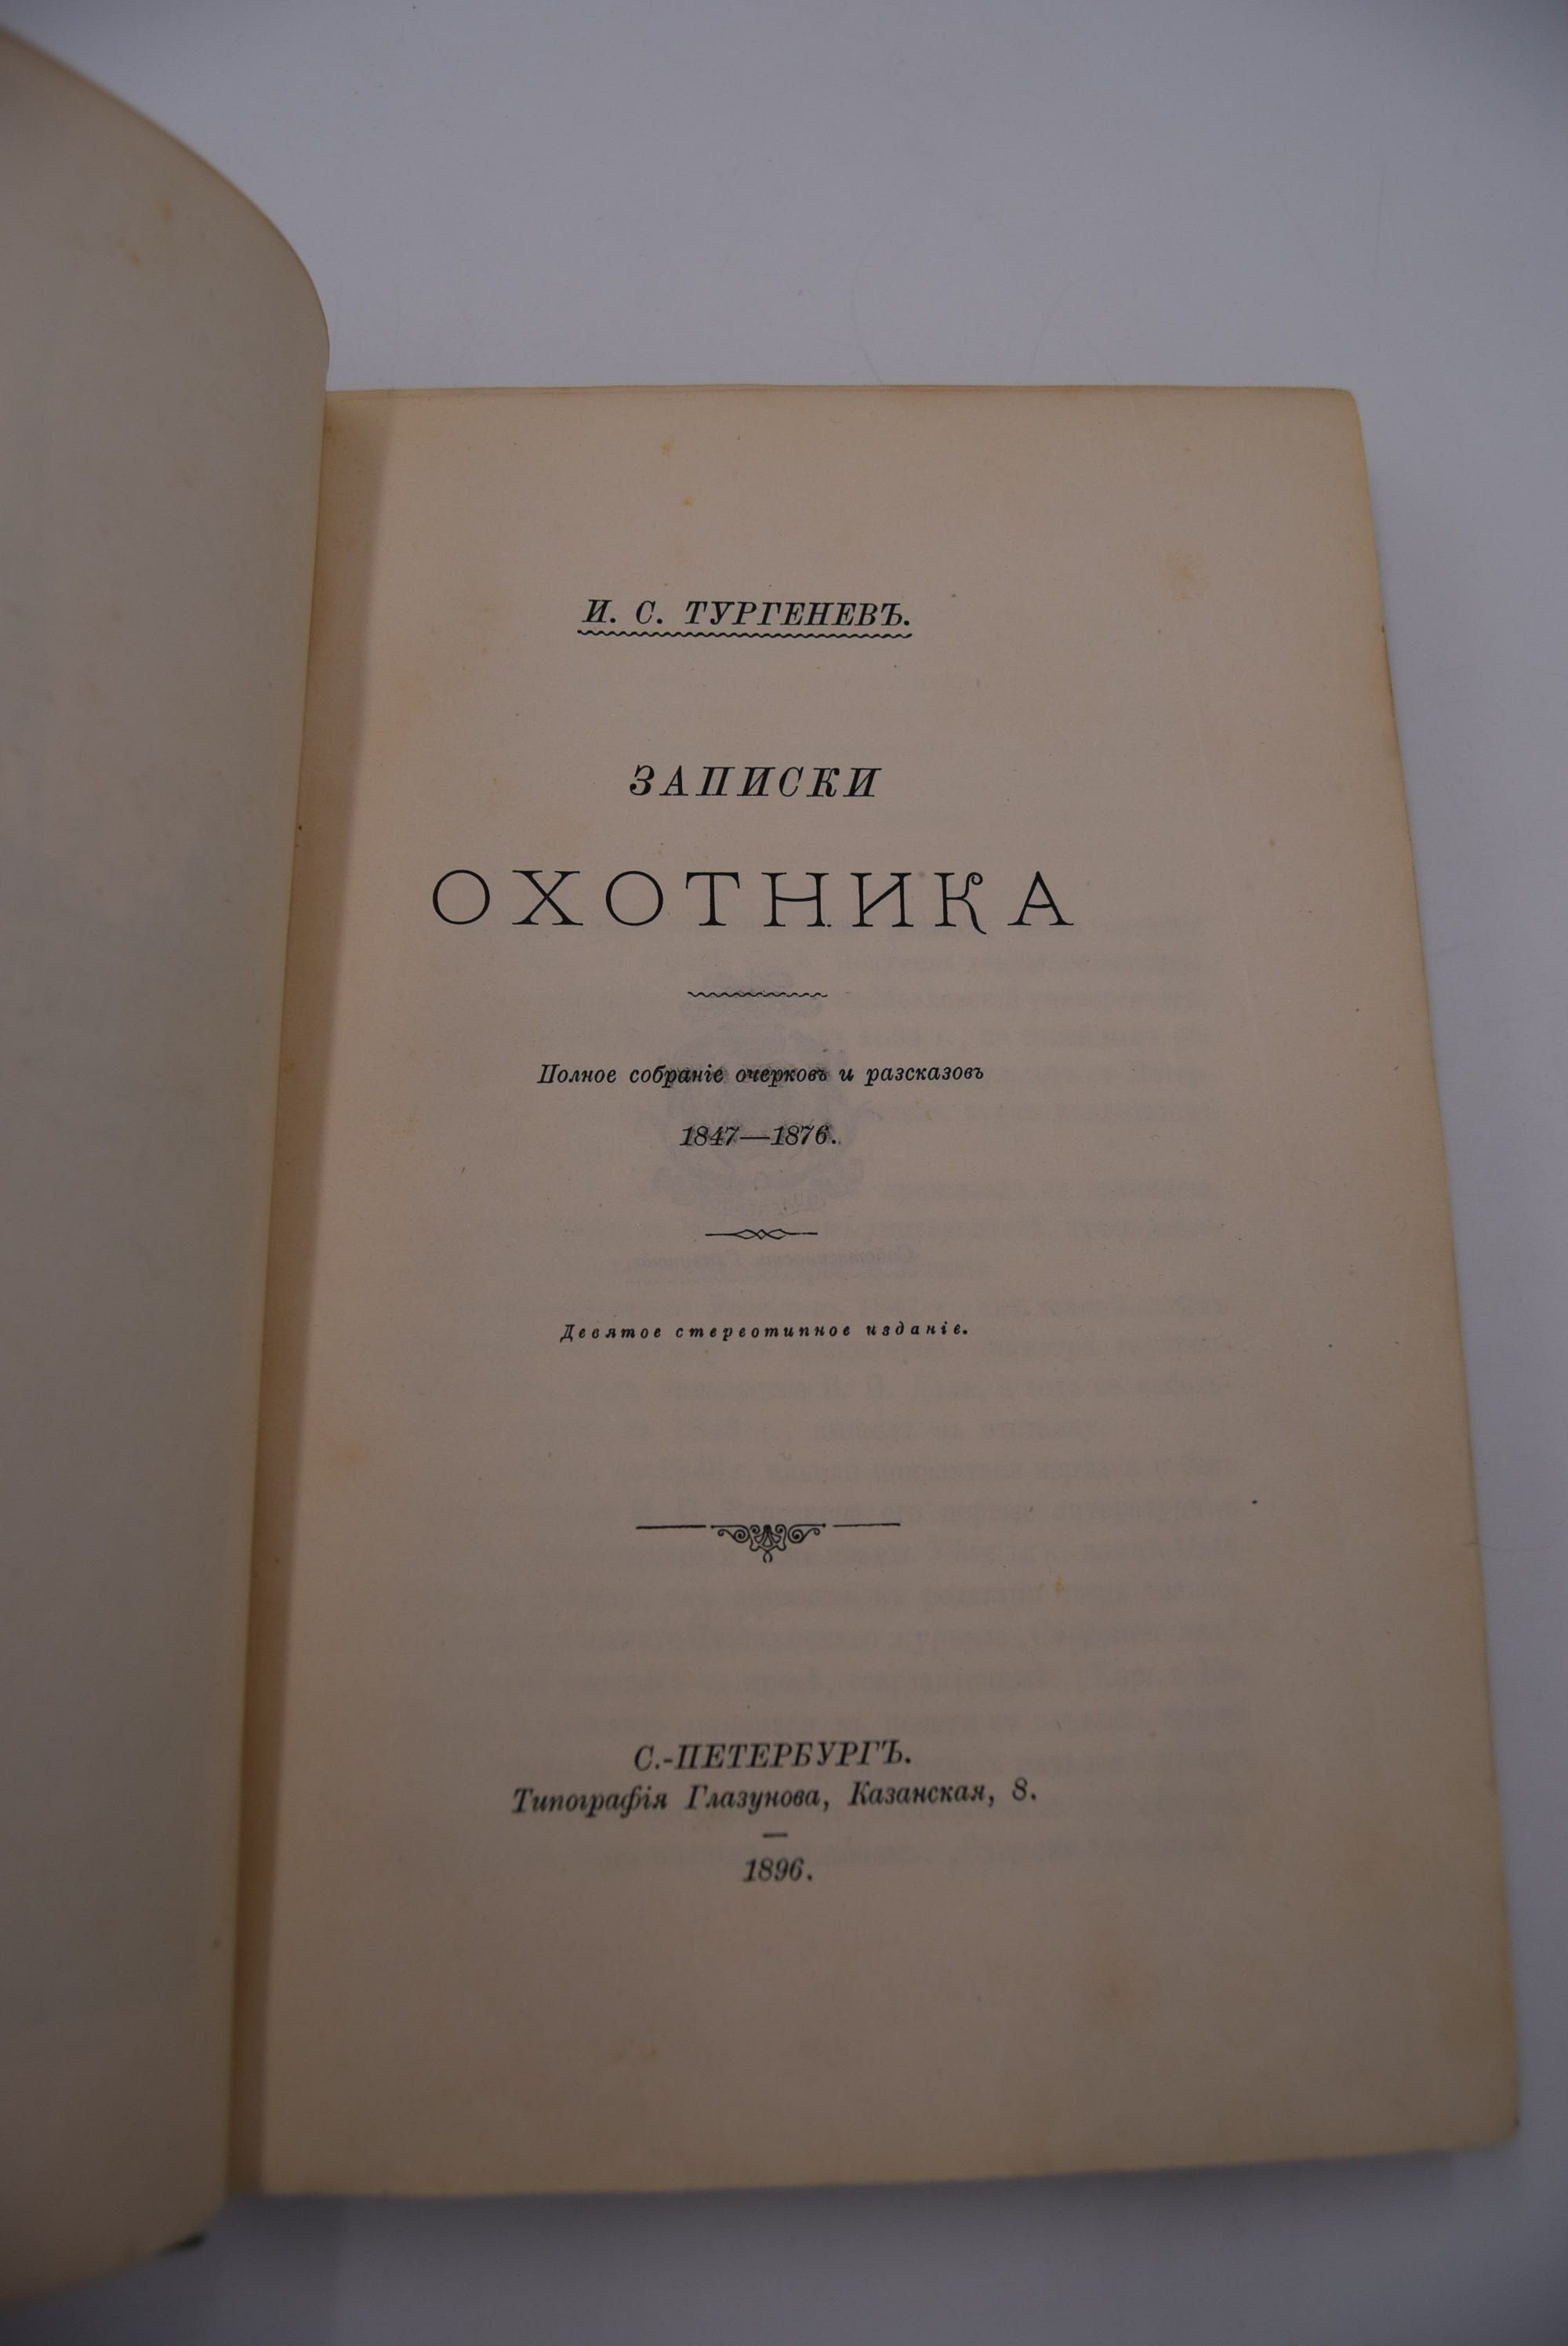 И. С. ТУРГЕНЕВЪ.
ЗАПИСКИ
ОХОТНИКА
Полное собраніе очерковъ и разсказовъ
1847—1876.
Девятое стереотипное изданіе.
С.-ПЕТЕРБУРГЪ.
Типографія Глазунова, Казанская, 8.
1896.